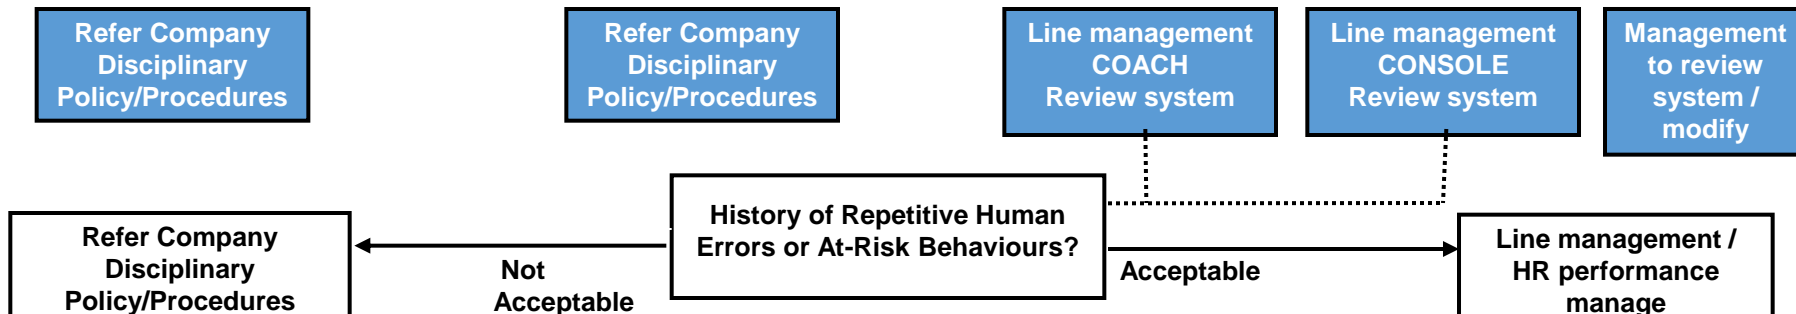 Refer Company
Disciplinary
Policy/Procedures
Refer Company
Disciplinary
Policy/Procedures
Line management
COACH
Review system
Line management
CONSOLE
Review system
Management
to review
system /
modify
History of Repetitive Human
Errors or At-Risk Behaviours?
Refer Company
Disciplinary
Policy/Procedures
Not
Acceptable
Acceptable
Line management /
HR performance
manage